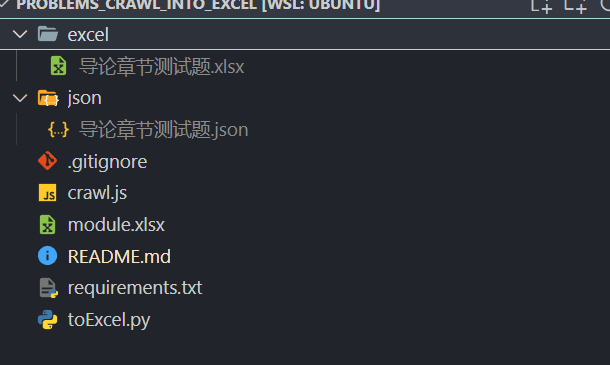 PROBLEMS_CRAWL_INTO_EXCEL [WSL: UBUNTU]
excel
导论章节测试题.xlsx
json
{..} 导论章节测试题.json
.gitignore
JS crawl.js
module.xlsx
README.md
requirements.txt
toExcel.py